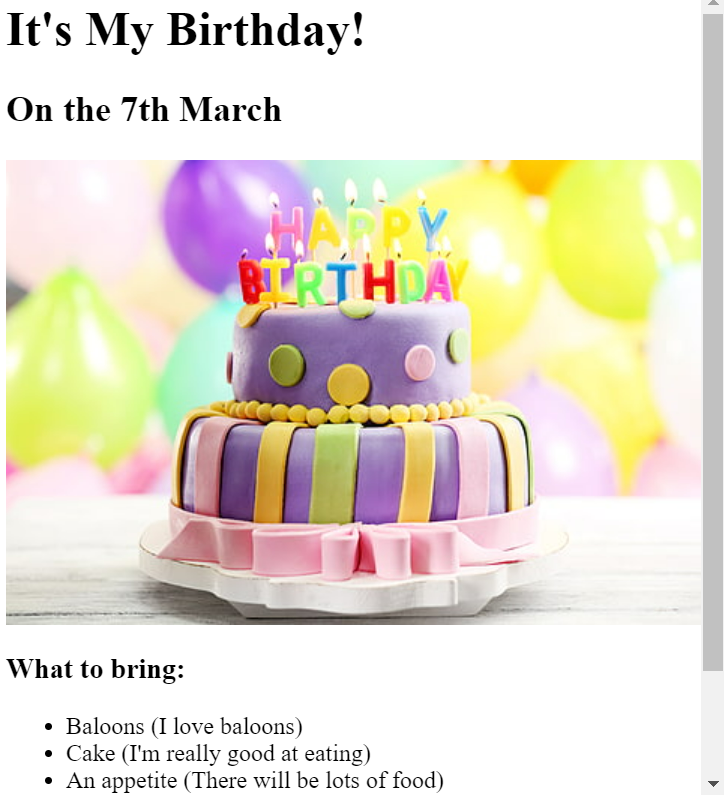 It's My Birthday!
On the 7th March
HAPPY
BIRTHDAY
What to bring:
• Baloons (I love baloons)
• Cake (I'm really good at eating)
• An appetite (There will be lots of food)